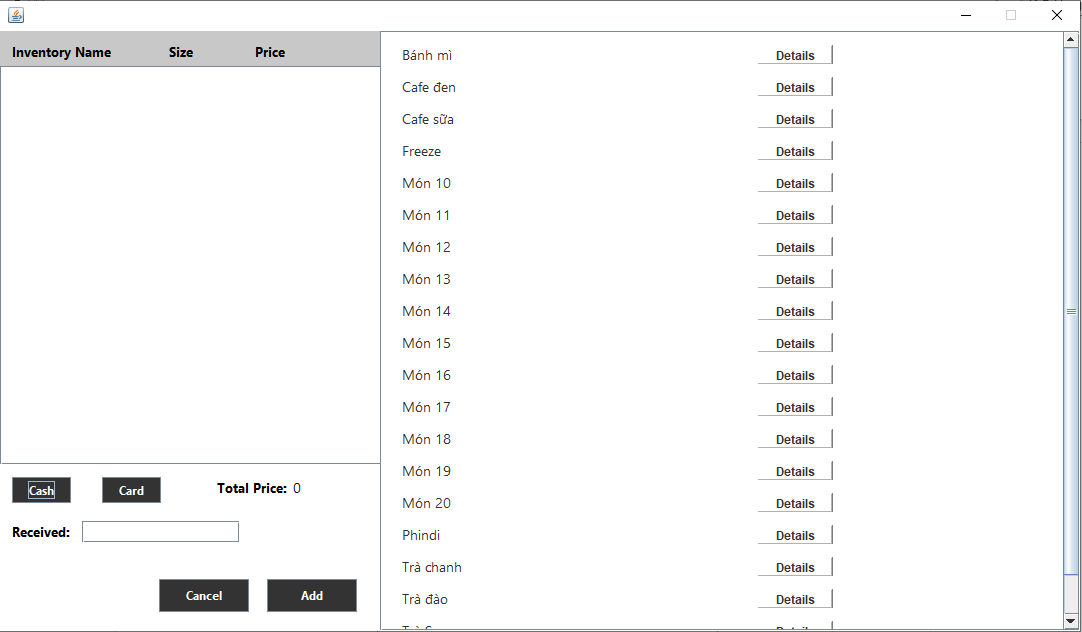 Inventory Name Size Price
Cash Card Total Price: 0
Received:
Cancel Add
Bánh mì Details
Cafe đen Details
Cafe sữa Details
Freeze Details
Món 10 Details
Món 11 Details
Món 12 Details
Món 13 Details
Món 14 Details
Món 15 Details
Món 16 Details
Món 17 Details
Món 18 Details
Món 19 Details
Món 20 Details
Phindi Details
Trà chanh Details
Trà đào Details